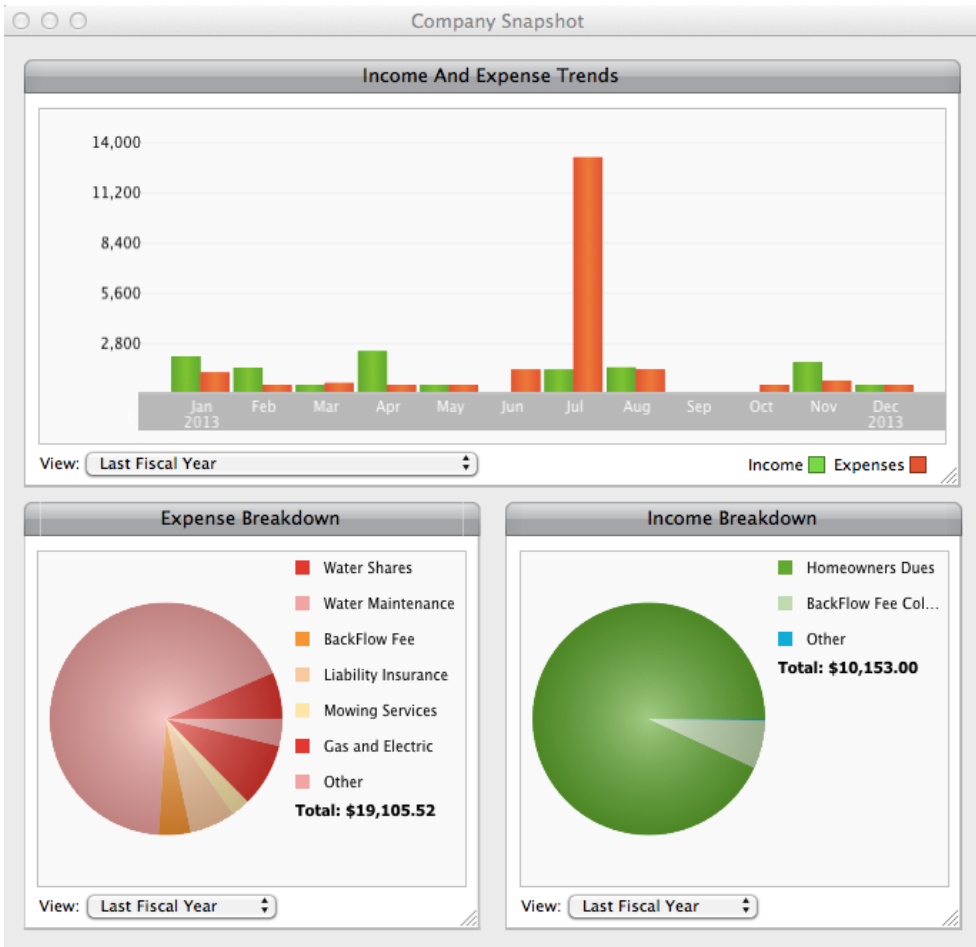 Company Snapshot
Income And Expense Trends
14,000
11,200
8,400
5,600
2,800
Jan Feb Mar Apr May Jun Jul Aug Sep Oct Nov Dec
2013 2013
View: Last Fiscal Year Income Expenses
Expense Breakdown
Water Shares
Water Maintenance
BackFlow Fee
Liability Insurance
Mowing Services
Gas and Electric
Other
Total: $19,105.52
View: Last Fiscal Year
Income Breakdown
Homeowners Dues
BackFlow Fee Col...
Other
Total: $10,153.00
View: Last Fiscal Year